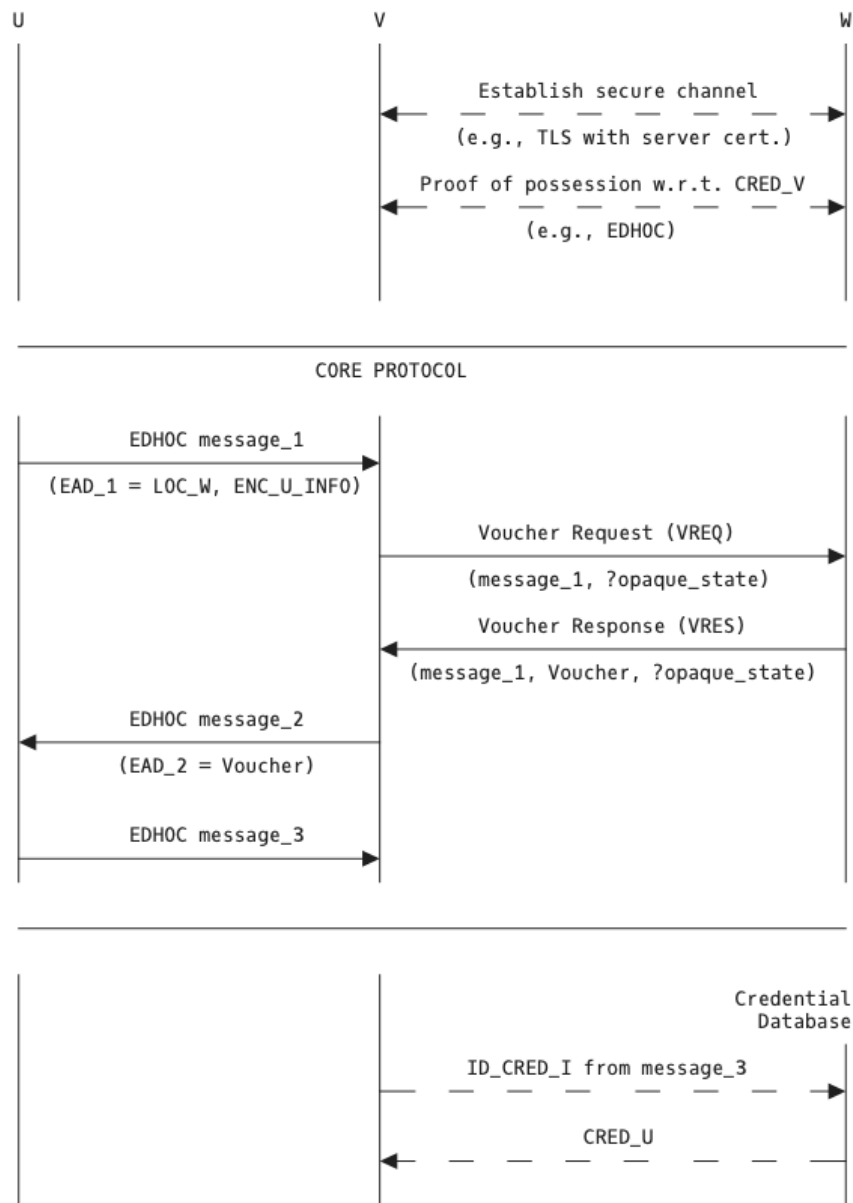 U V W
Establish secure channel
(e.g., TLS with server cert.)
Proof of possession w.r.t. CRED_V
(e.g., EDHOC)
CORE PROTOCOL
EDHOC message_1
(EAD_1 = LOC_W, ENC_U_INFO)
Voucher Request (VREQ)
(message_1, ?opaque_state)
Voucher Response (VRES)
(message_1, Voucher, ?opaque_state)
EDHOC message_2
(EAD_2 = Voucher)
EDHOC message_3
Credential
Database
ID_CRED_I from message_3
CRED_U